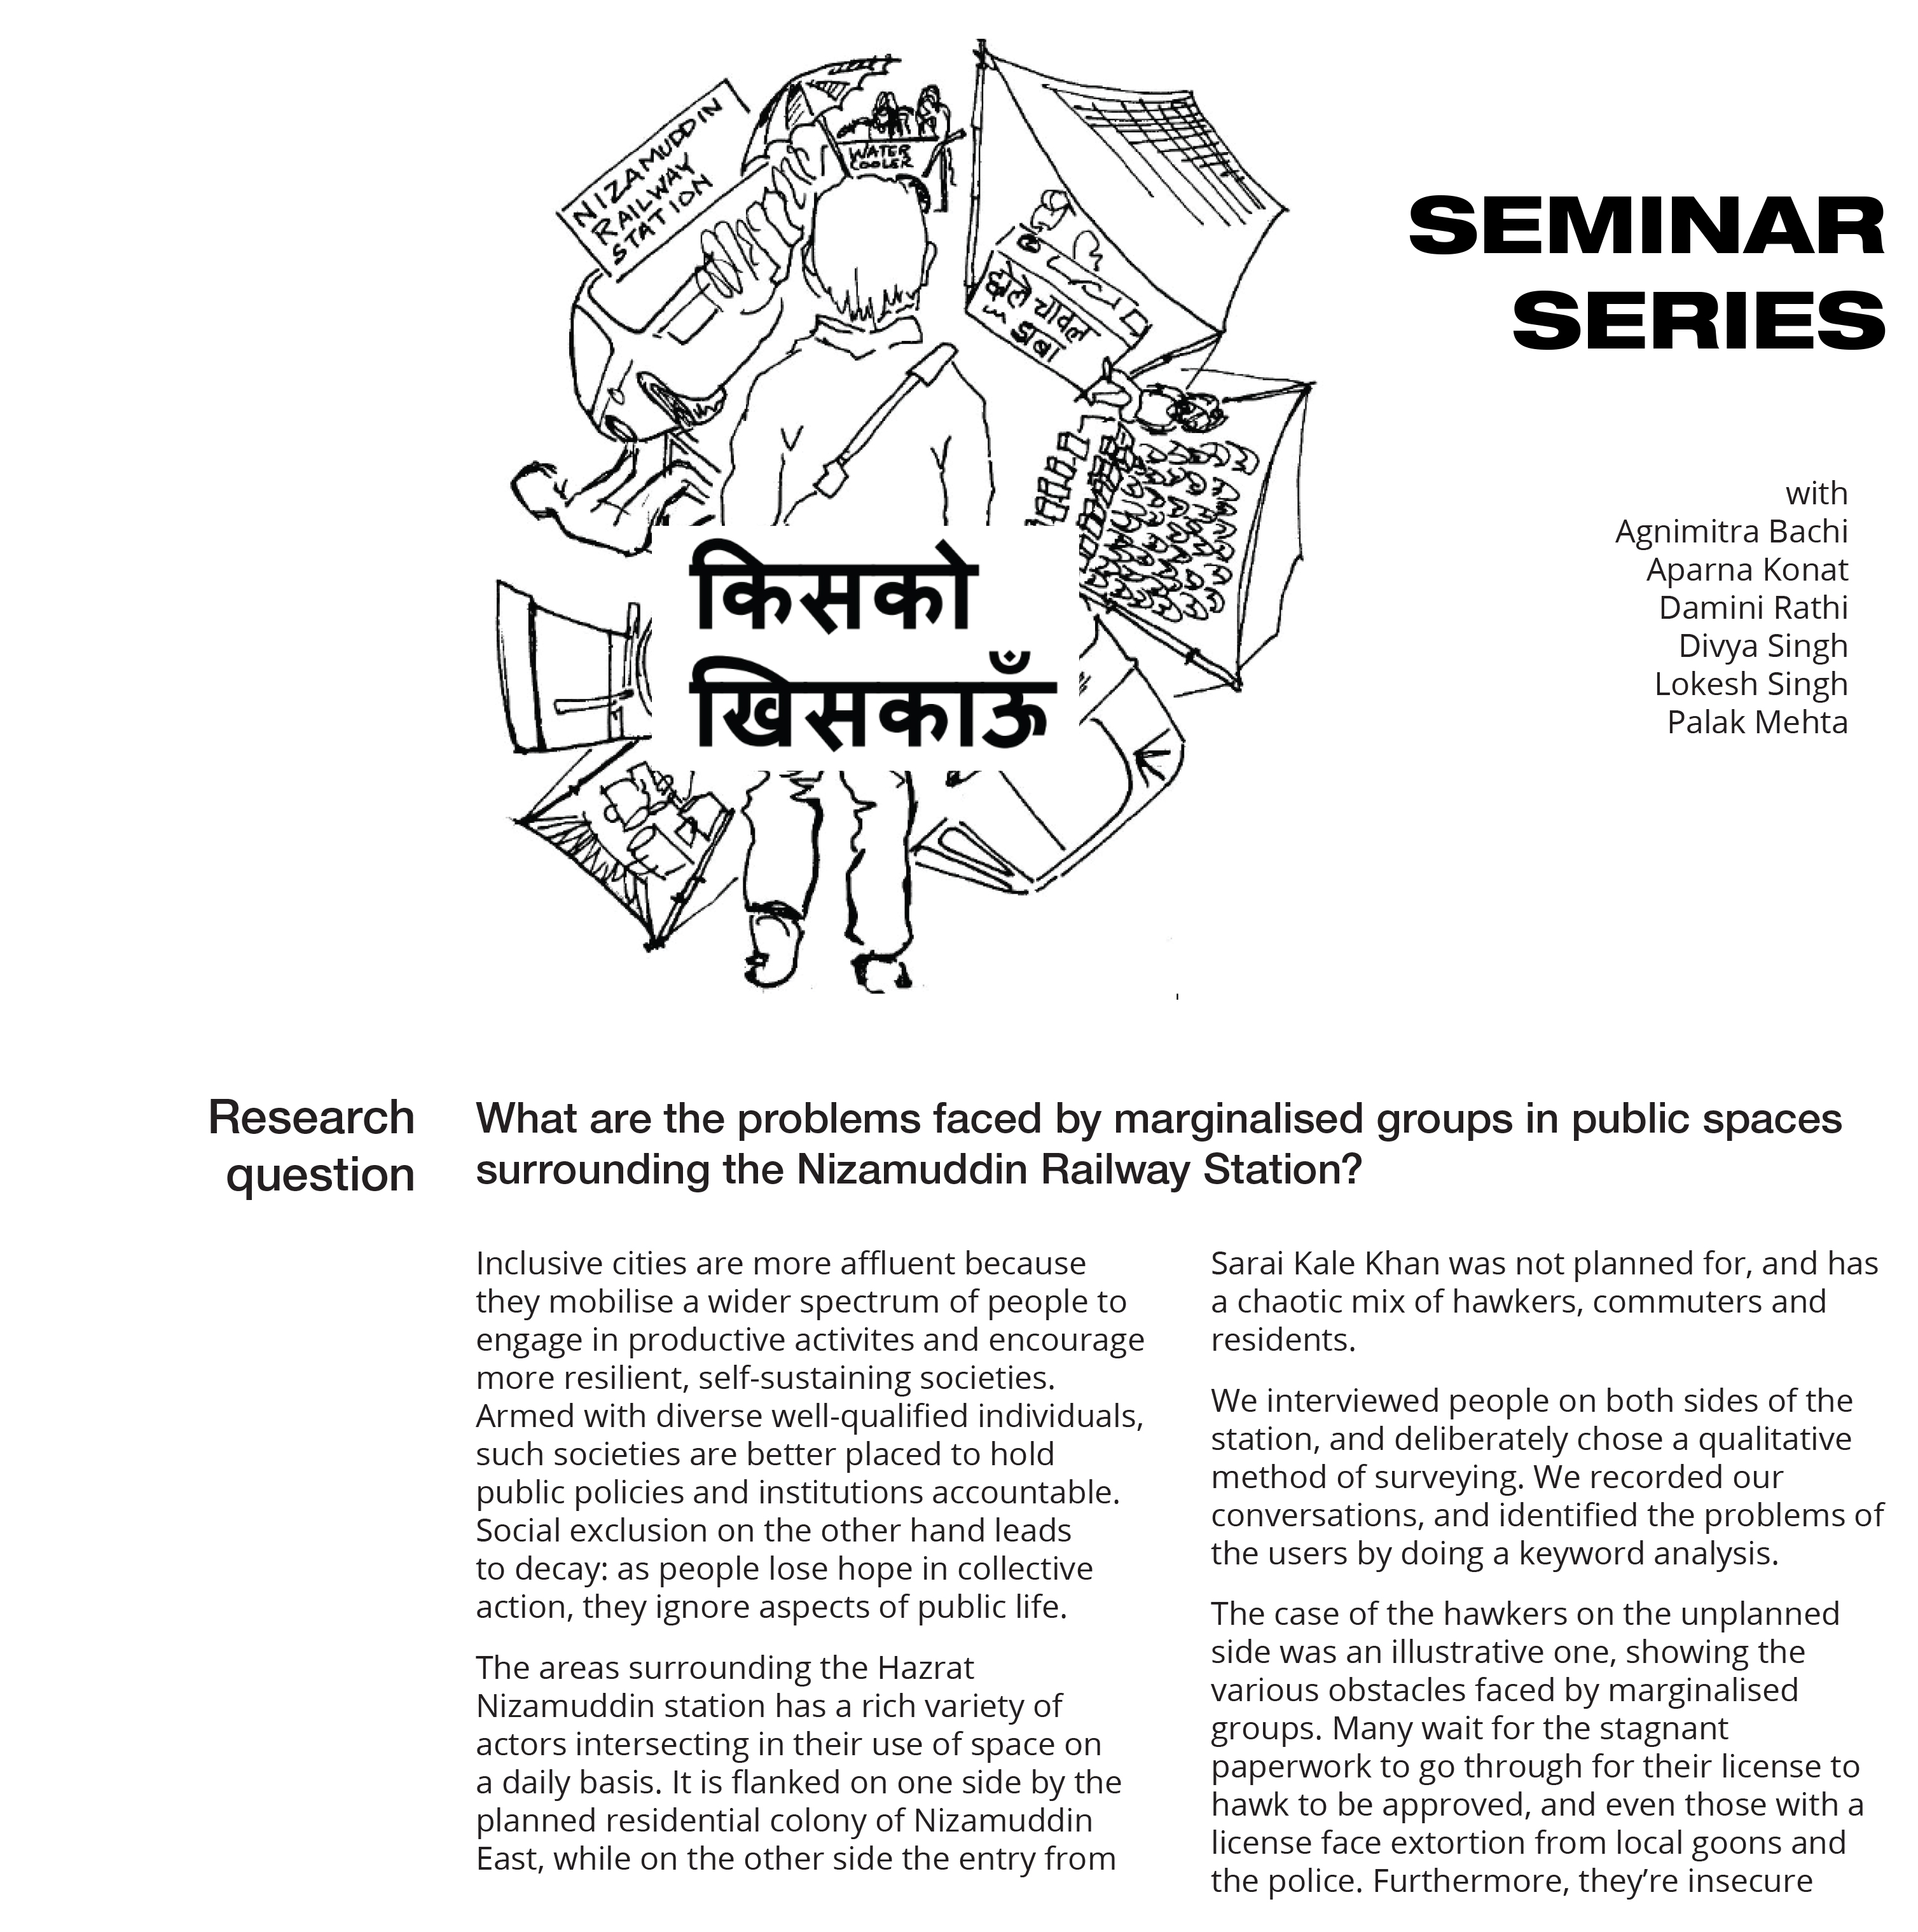 NIZAMUDDIN
RAILWAY
STATION
WATER
COOLER
SEMINAR
SERIES
with
Agnimitra Bachi
Aparna Konat
Damini Rathi
Divya Singh
Lokesh Singh
Palak Mehta
किसको
खिसकाऊँ
Research
question
What are the problems faced by marginalised groups in public spaces
surrounding the Nizamuddin Railway Station?
Inclusive cities are more affluent because
they mobilise a wider spectrum of people to
engage in productive activites and encourage
more resilient, self-sustaining societies.
Armed with diverse well-qualified individuals,
such societies are better placed to hold
public policies and institutions accountable.
Social exclusion on the other hand leads
to decay: as people lose hope in collective
action, they ignore aspects of public life.
The areas surrounding the Hazrat
Nizamuddin station has a rich variety of
actors intersecting in their use of space on
a daily basis. It is flanked on one side by the
planned residential colony of Nizamuddin
East, while on the other side the entry from
Sarai Kale Khan was not planned for, and has
a chaotic mix of hawkers, commuters and
residents.
We interviewed people on both sides of the
station, and deliberately chose a qualitative
method of surveying. We recorded our
conversations, and identified the problems of
the users by doing a keyword analysis.
The case of the hawkers on the unplanned
side was an illustrative one, showing the
various obstacles faced by marginalised
groups. Many wait for the stagnant
paperwork to go through for their license to
hawk to be approved, and even those with a
license face extortion from local goons and
the police. Furthermore, they’re insecure